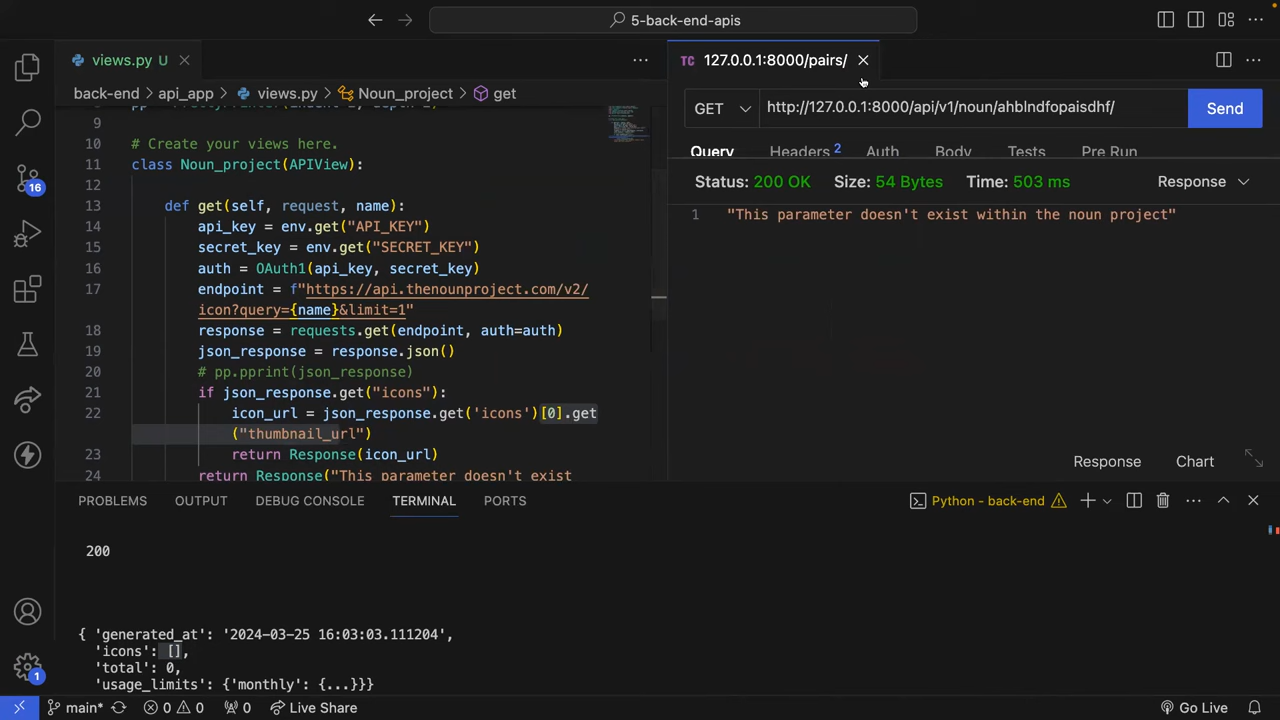 5-back-end-apis
views.py U
127.0.0.1:8000/pairs/
TC
back-end > api_app > views.py > Noun_project > get
9
10 # Create your views here.
11 class Noun_project(APIView):
12
13 def get(self, request, name):
14 api_key = env.get("API_KEY")
15 secret_key = env.get("SECRET_KEY")
16 auth = OAuth1(api_key, secret_key)
17 endpoint = f"https://api.thenounproject.com/v2/
icon?query={name}&limit=1"
18 response = requests.get(endpoint, auth=auth)
19 json_response = response.json()
20 # pp.pprint(json_response)
21 if json_response.get("icons"):
22 icon_url = json_response.get('icons')[0].get
("thumbnail_url")
23 return Response(icon_url)
24 return Response("This parameter doesn't exist
GET http://127.0.0.1:8000/api/v1/noun/ahblndfopaisdhf/ Send
Query Headers 2 Auth Body Tests Pre Run
Status: 200 OK Size: 54 Bytes Time: 503 ms Response
1 "This parameter doesn't exist within the noun project"
Response Chart
PROBLEMS OUTPUT DEBUG CONSOLE TERMINAL PORTS
Python - back-end
200
{ 'generated_at': '2024-03-25 16:03:03.111204',
'icons': [],
'total': 0,
'usage_limits': {'monthly': {...}}}
16
1
main* 0 0 0 Live Share Go Live